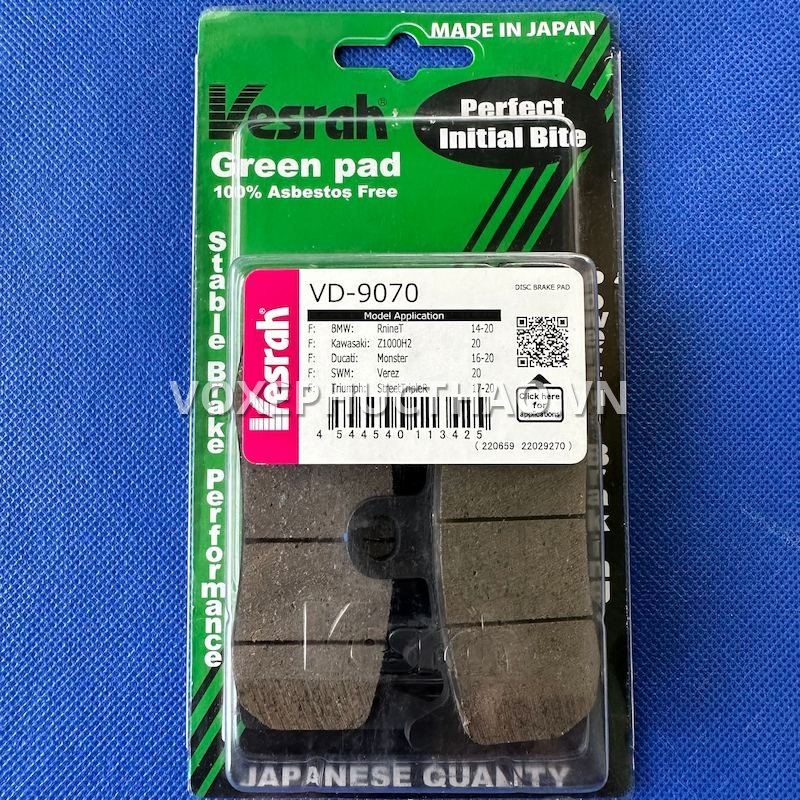 MADE IN JAPAN
Vesrah®
Perfect
Initial Bite
Green pad
100% Asbestos Free
Stable Brake Performance
Vesrah
VD-9070
DISC BRAKE PAD
Model Application
F: BMW: RnineT 14-20
F: Kawasaki: Z1000H2 20
F: Ducati: Monster 16-20
F: SWM: Verez 20
F: Triumph: StreetTripleR 17-20
VOXEPHUCTHAO.VN
Click here
for
applications
4 544540 113425
( 220659 22029270 )
JAPANESE QUALITY